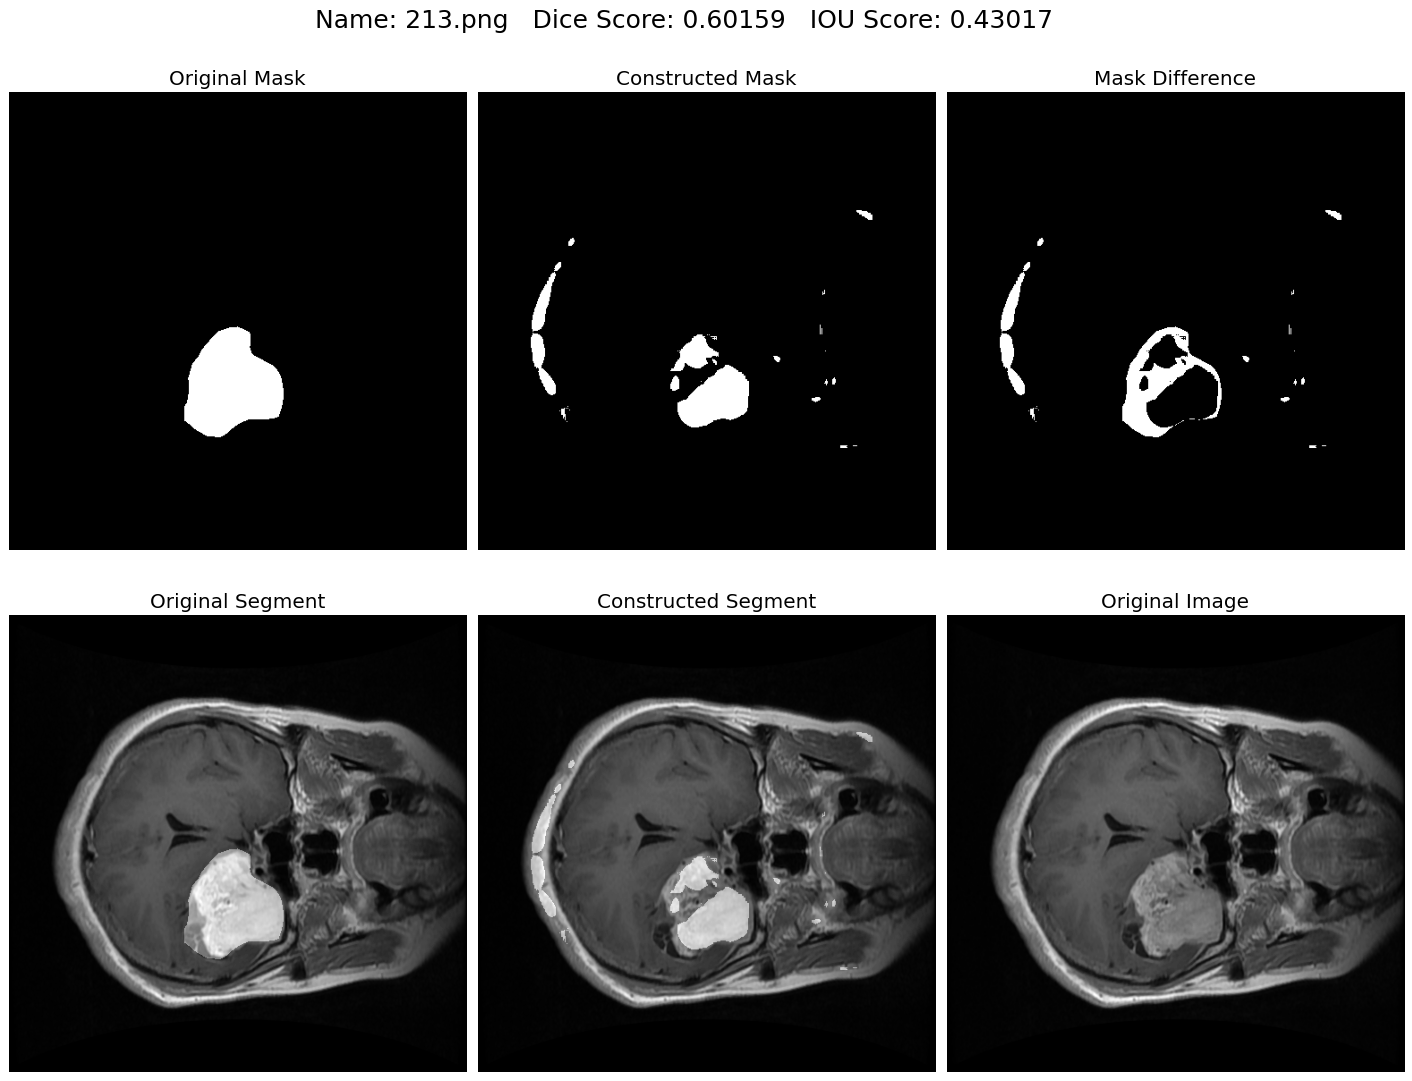 Name: 213.png   Dice Score: 0.60159   IOU Score: 0.43017
Original Mask
Constructed Mask
Mask Difference
Original Segment
Constructed Segment
Original Image